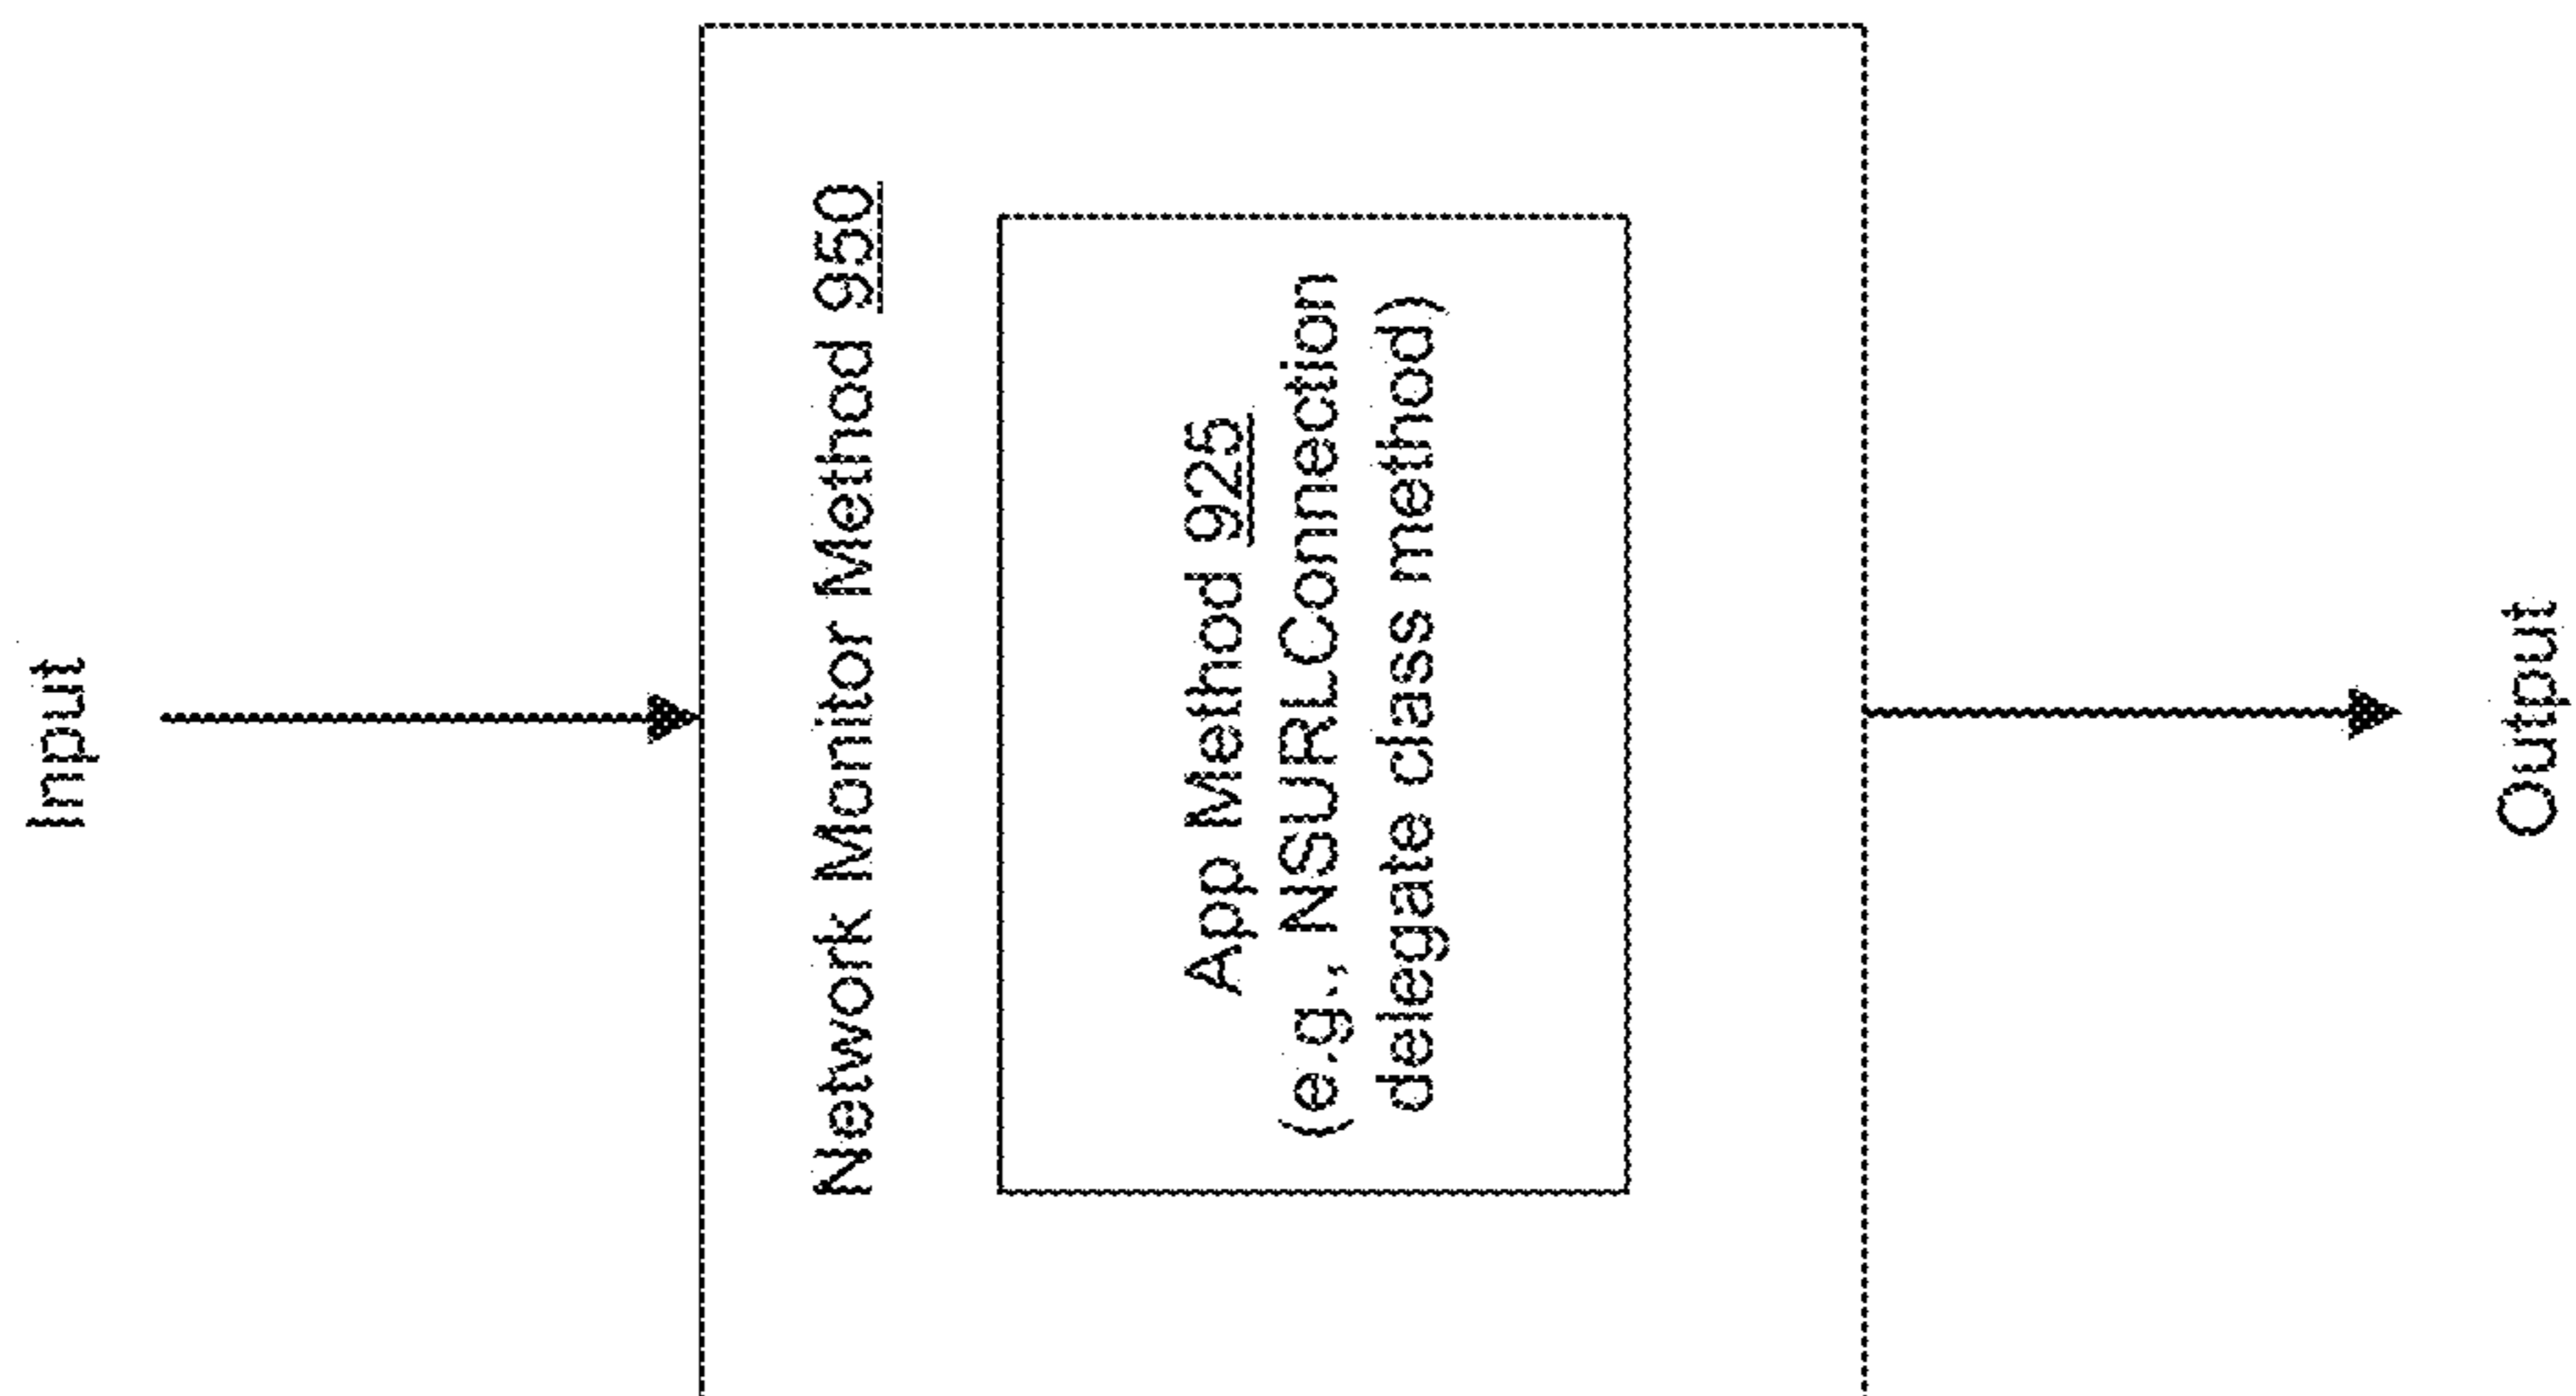 Input
Network Monitor Method 950
App Method 925
(e.g., NSURLConnection
delegate class method)
Output